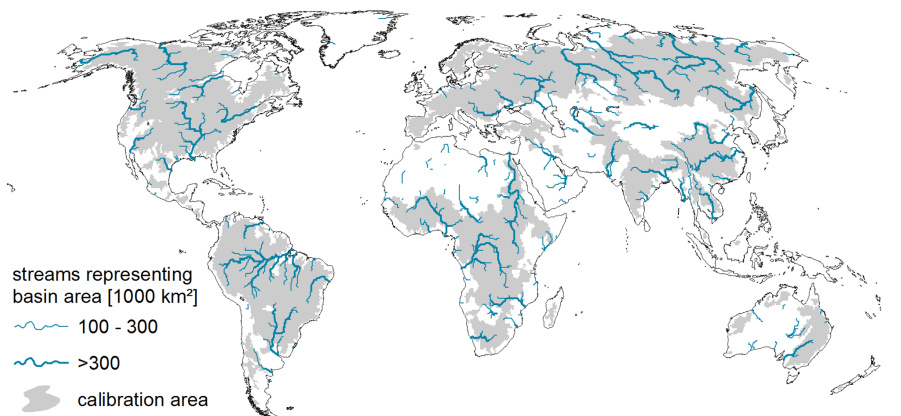 streams representing
basin area [1000 km²]
100 - 300
>300
calibration area